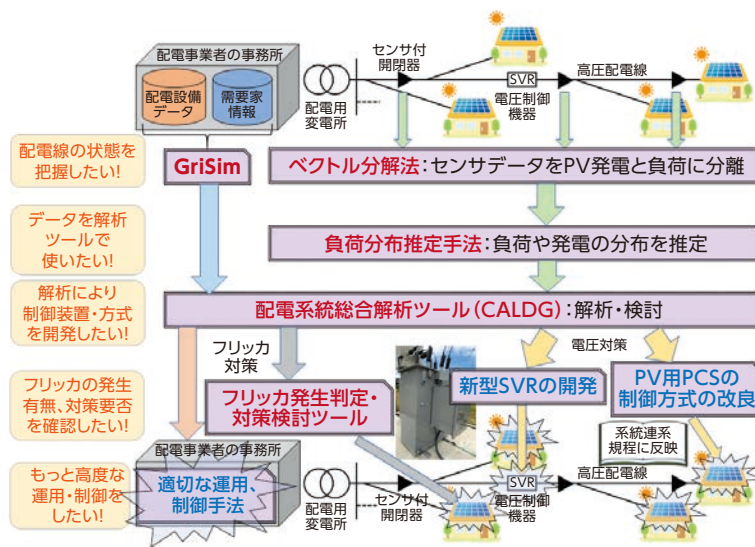 配電事業者の事務所
配電設備
データ
需要家
情報
配電用
変電所
センサ付
開閉器
SVR
電圧制御
機器
高圧配電線
配電線の状態を
把握したい!
GriSim
ベクトル分解法:センサデータをPV発電と負荷に分離
データを解析
ツールで
使いたい!
負荷分布推定手法:負荷や発電の分布を推定
解析により
制御装置・方式
を開発したい!
配電系統総合解析ツール(CALDG):解析・検討
フリッカ
対策
電圧対策
フリッカの発生
有無、対策要否
を確認したい!
フリッカ発生判定・
対策検討ツール
新型SVRの開発
PV用PCSの
制御方式の改良
系統連系
規程に反映
もっと高度な
運用・制御を
したい!
配電事業者の事務所
適切な運用、
制御手法
配電用
変電所
センサ付
開閉器
SVR
電圧制御
機器
高圧配電線